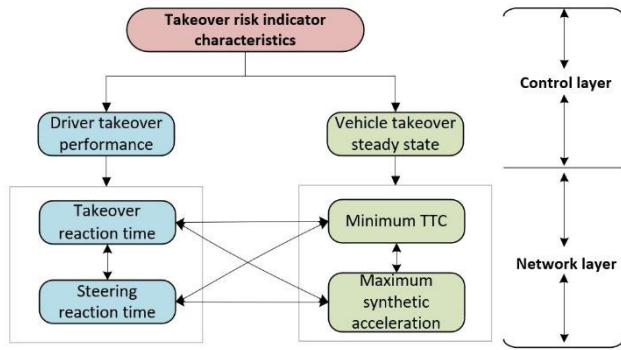 Takeover risk indicator
characteristics
Control layer
Driver takeover
performance
Vehicle takeover
steady state
Takeover
reaction time
Minimum TTC
Network layer
Steering
reaction time
Maximum
synthetic
acceleration